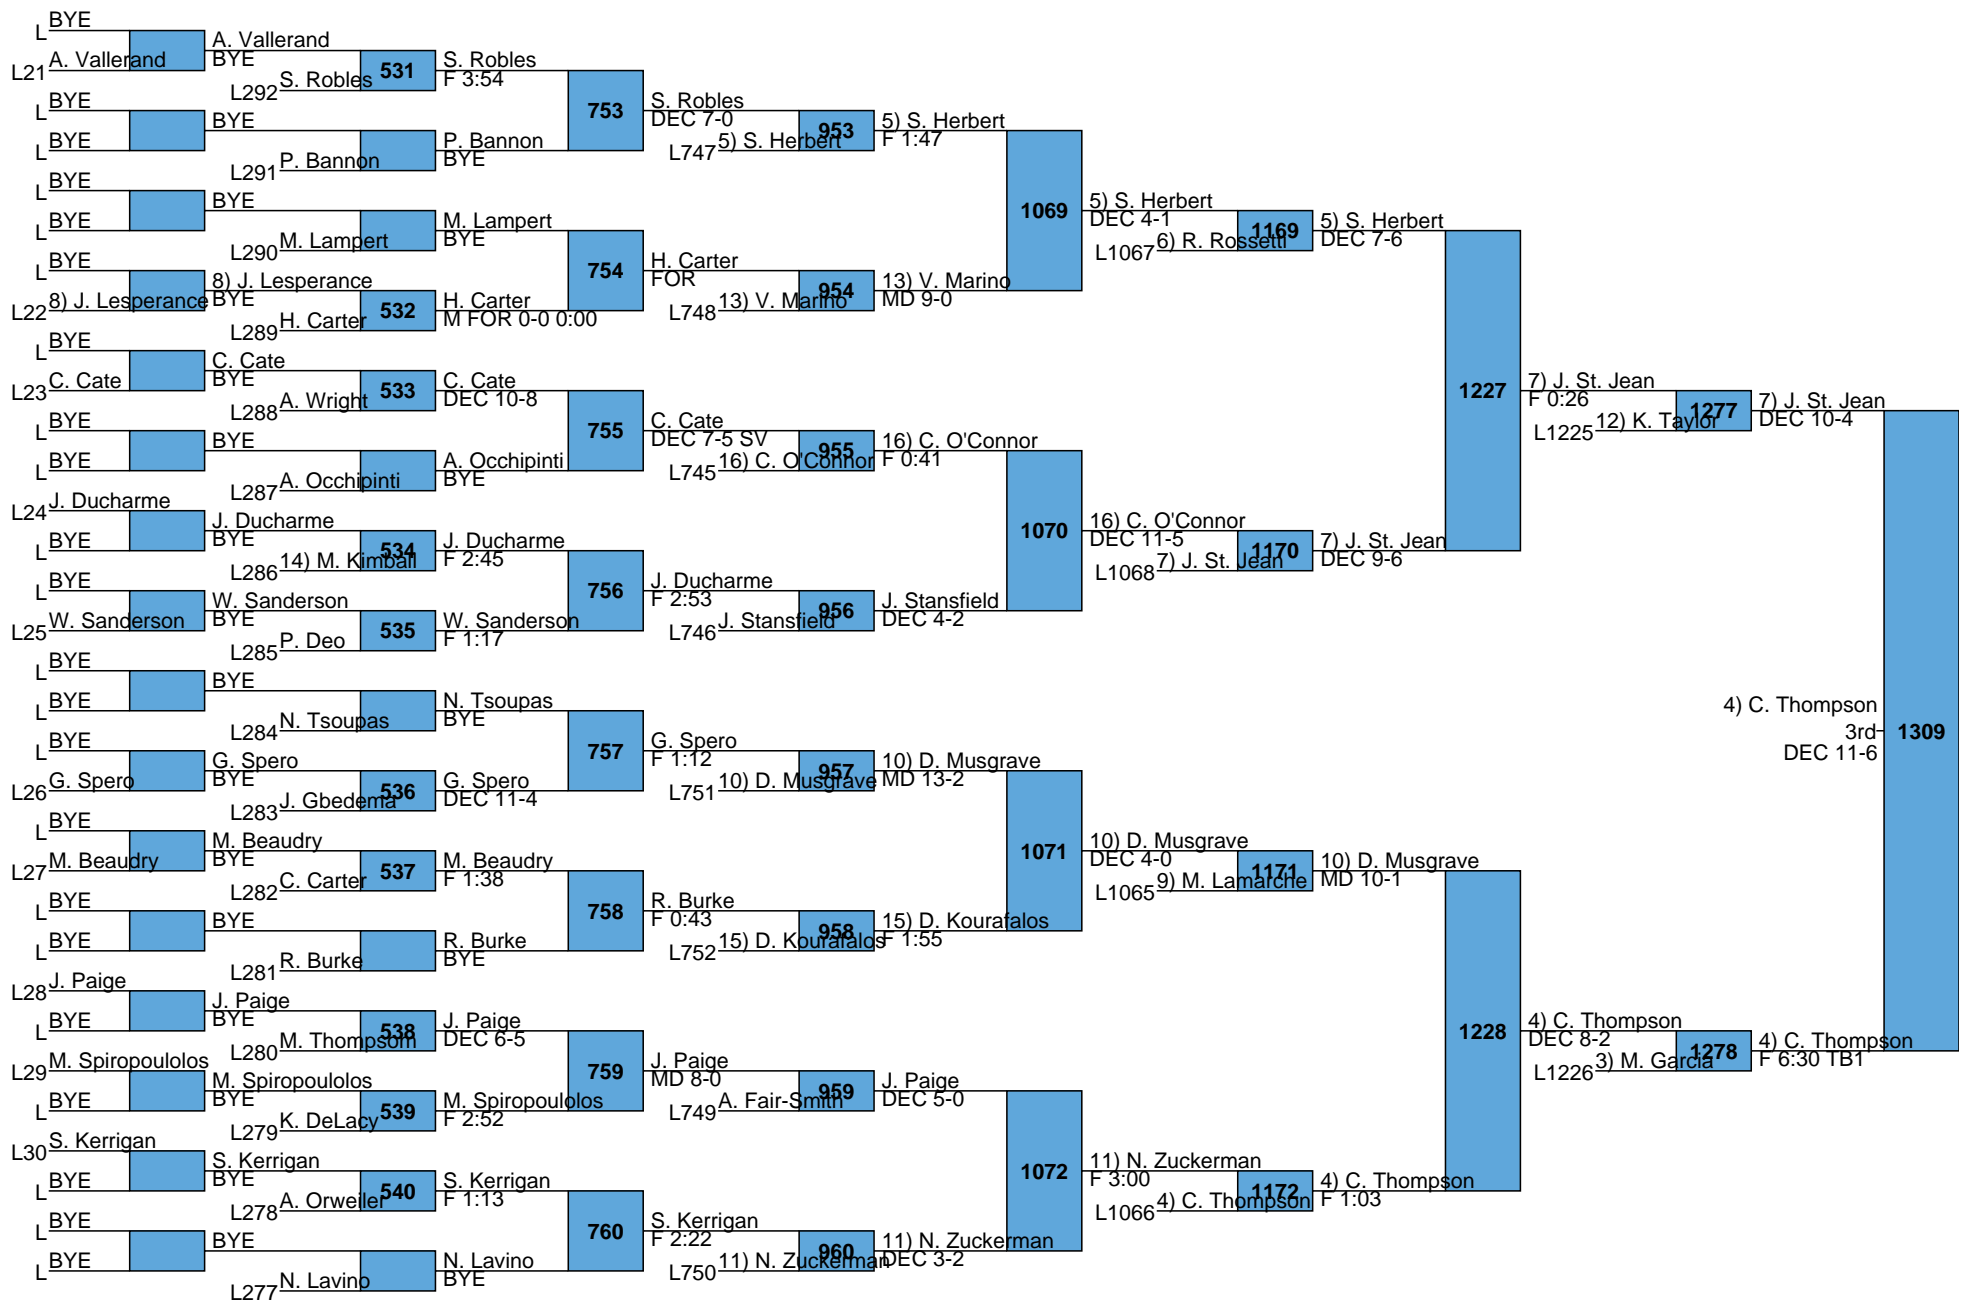 BYE
L
A. Vallerand
L21
A. Vallerand
BYE
S. Robles
L292
531
S. Robles
F 3:54
BYE
L
BYE
L
BYE
P. Bannon
L291
P. Bannon
BYE
753
S. Robles
DEC 7-0
5) S. Herbert
L747
953
5) S. Herbert
F 1:47
BYE
L
BYE
L
BYE
M. Lampert
L290
M. Lampert
BYE
BYE
L
8) J. Lesperance
L22
8) J. Lesperance
BYE
H. Carter
L289
532
H. Carter
M FOR 0-0 0:00
754
H. Carter
FOR
13) V. Marino
L748
954
13) V. Marino
MD 9-0
1069
5) S. Herbert
DEC 4-1
6) R. Rossetti
L1067
1169
5) S. Herbert
DEC 7-6
BYE
L
C. Cate
L23
C. Cate
BYE
A. Wright
L288
533
C. Cate
DEC 10-8
BYE
L
BYE
L
BYE
A. Occhipinti
L287
A. Occhipinti
BYE
755
C. Cate
DEC 7-5 SV
16) C. O'Connor
L745
955
16) C. O'Connor
F 0:41
J. Ducharme
L24
BYE
L
J. Ducharme
BYE
14) M. Kimball
L286
534
J. Ducharme
F 2:45
BYE
L
W. Sanderson
L25
W. Sanderson
BYE
P. Deo
L285
535
W. Sanderson
F 1:17
756
J. Ducharme
F 2:53
J. Stansfield
L746
956
J. Stansfield
DEC 4-2
1070
16) C. O'Connor
DEC 11-5
7) J. St. Jean
L1068
1170
7) J. St. Jean
DEC 9-6
1227
7) J. St. Jean
F 0:26
12) K. Taylor
L1225
1277
7) J. St. Jean
DEC 10-4
BYE
L
BYE
L
BYE
N. Tsoupas
L284
N. Tsoupas
BYE
BYE
L
G. Spero
L26
G. Spero
BYE
J. Gbedema
L283
536
G. Spero
DEC 11-4
757
G. Spero
F 1:12
10) D. Musgrave
L751
957
10) D. Musgrave
MD 13-2
BYE
L
M. Beaudry
L27
M. Beaudry
BYE
C. Carter
L282
537
M. Beaudry
F 1:38
BYE
L
BYE
L
BYE
R. Burke
L281
R. Burke
BYE
758
R. Burke
F 0:43
15) D. Kourafalos
L752
958
15) D. Kourafalos
F 1:55
1071
10) D. Musgrave
DEC 4-0
9) M. Lamarche
L1065
1171
10) D. Musgrave
MD 10-1
J. Paige
L28
BYE
L
J. Paige
BYE
M. Thompsom
L280
538
J. Paige
DEC 6-5
M. Spiropoulolos
L29
BYE
L
M. Spiropoulolos
BYE
K. DeLacy
L279
539
M. Spiropoulolos
F 2:52
759
J. Paige
MD 8-0
A. Fair-Smith
L749
959
J. Paige
DEC 5-0
S. Kerrigan
L30
BYE
L
S. Kerrigan
BYE
A. Orweiler
L278
540
S. Kerrigan
F 1:13
BYE
L
BYE
L
BYE
N. Lavino
L277
N. Lavino
BYE
760
S. Kerrigan
F 2:22
11) N. Zuckerman
L750
960
11) N. Zuckerman
DEC 3-2
1072
11) N. Zuckerman
F 3:00
4) C. Thompson
L1066
1172
4) C. Thompson
F 1:03
1228
4) C. Thompson
DEC 8-2
3) M. Garcia
L1226
1278
4) C. Thompson
F 6:30 TB1
4) C. Thompson
3rd
DEC 11-6
1309